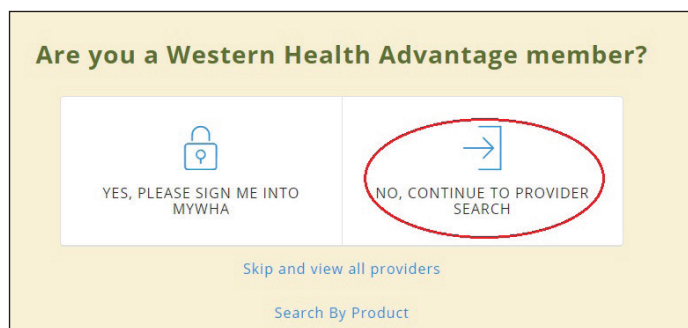 Are you a Western Health Advantage member?
YES, PLEASE SIGN ME INTO
MYWHA
NO, CONTINUE TO PROVIDER
SEARCH
Skip and view all providers
Search By Product